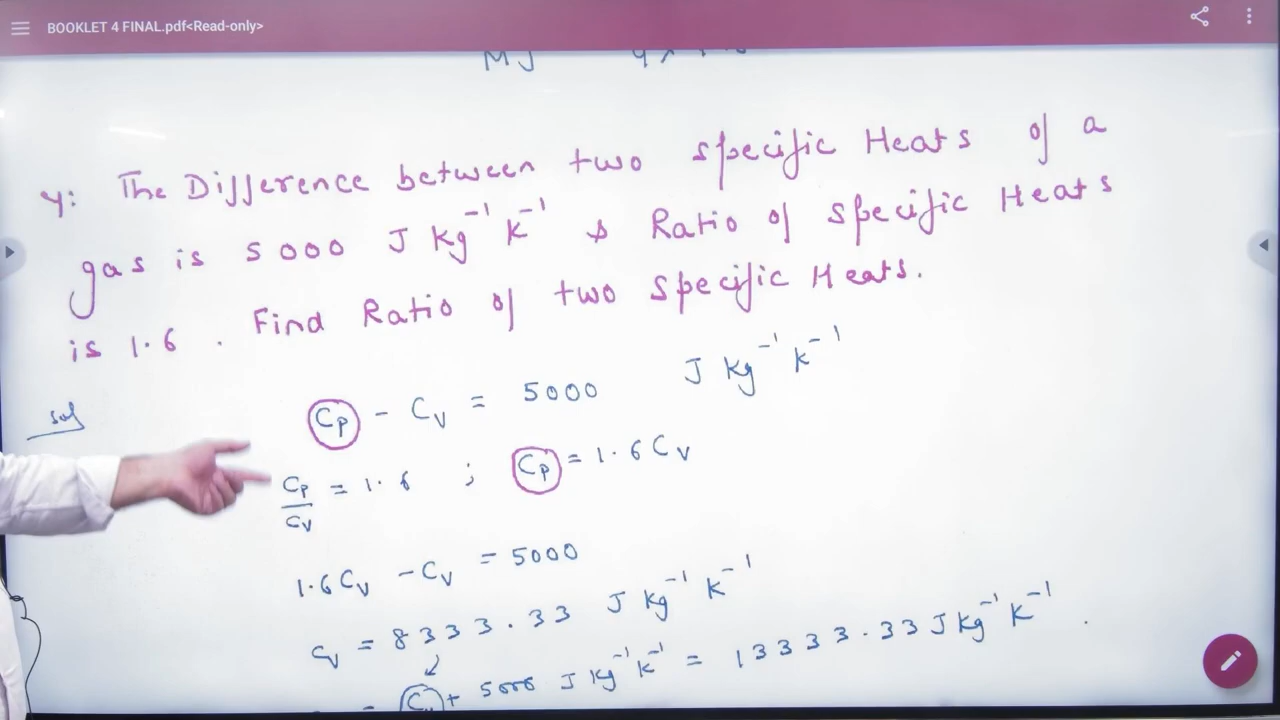 BOOKLET 4 FINAL.pdf<Read-only>
MJ
4: The Difference between two specific Heats of a
gas is 5000 J Kg⁻¹ K⁻¹ & Ratio of specific Heats
is 1.6 . Find Ratio of two specific Heats.
Sol
Cp - Cv = 5000 J Kg⁻¹ K⁻¹
Cp/Cv = 1.6 ; Cp = 1.6 Cv
1.6 Cv - Cv = 5000
Cv = 8333.33 J Kg⁻¹ K⁻¹
= Cv + 5000 J Kg⁻¹ K⁻¹ = 13333.33 J Kg⁻¹ K⁻¹ .